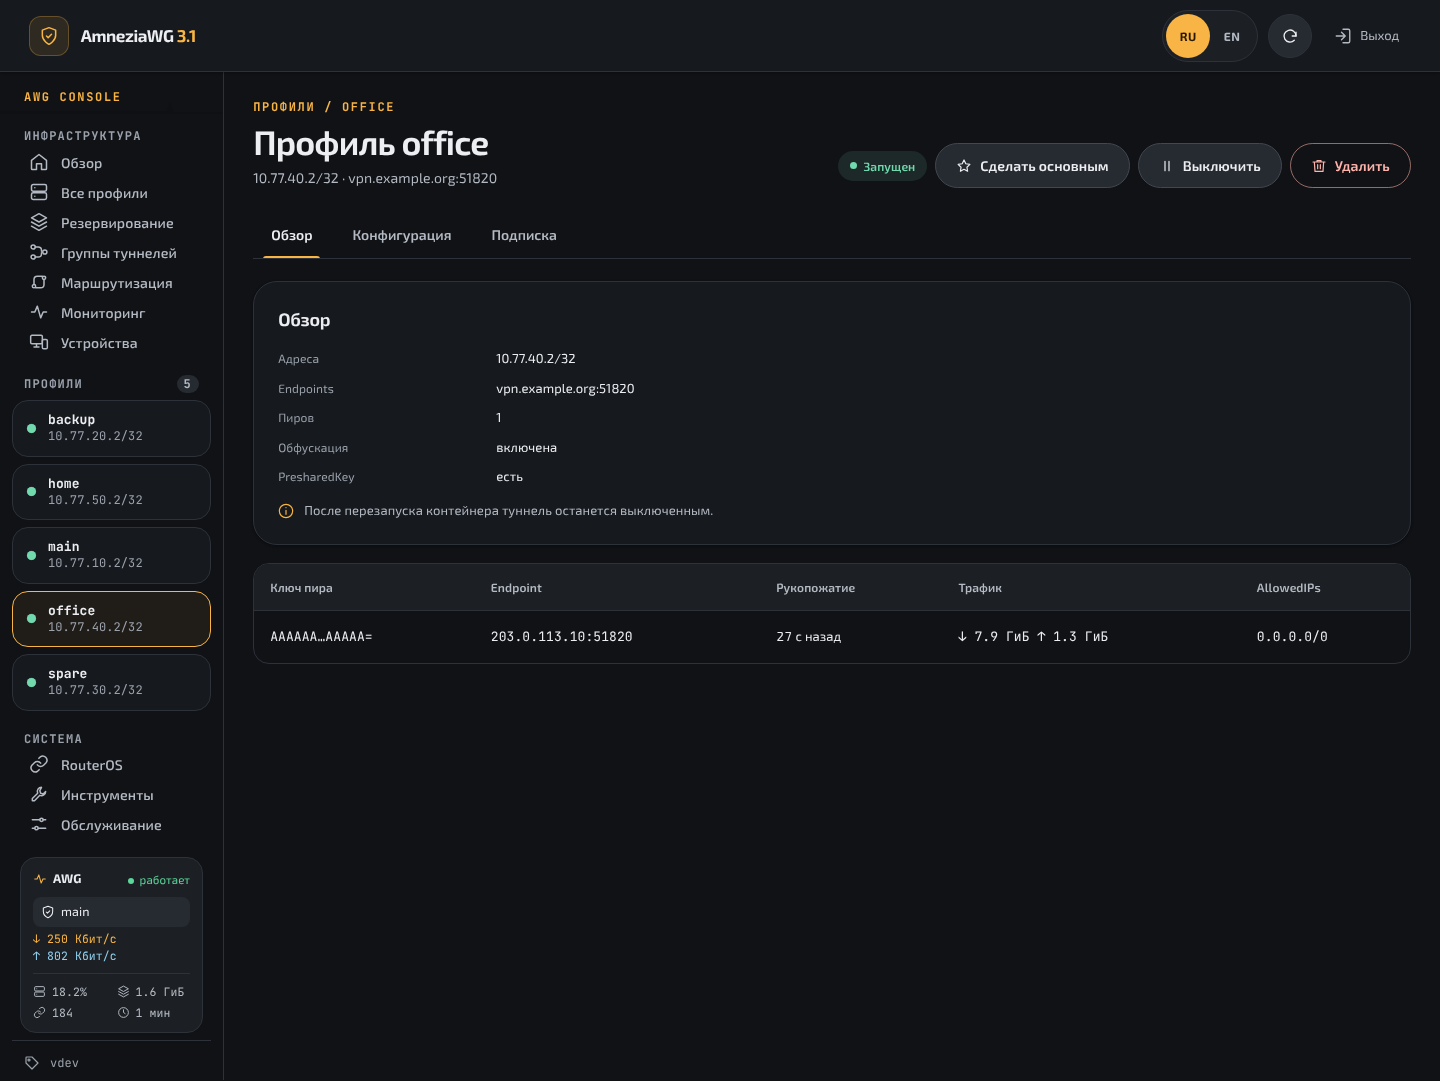 AmneziaWG 3.1
RU EN Выход
AWG CONSOLE
ИНФРАСТРУКТУРА
Обзор
Все профили
Резервирование
Группы туннелей
Маршрутизация
Мониторинг
Устройства
ПРОФИЛИ 5
backup
10.77.20.2/32
home
10.77.50.2/32
main
10.77.10.2/32
office
10.77.40.2/32
spare
10.77.30.2/32
СИСТЕМА
RouterOS
Инструменты
Обслуживание
AWG работает
main
↓ 250 Кбит/с
↑ 802 Кбит/с
18.2% 1.6 ГиБ
184 1 мин
vdev
ПРОФИЛИ / OFFICE
Профиль office
10.77.40.2/32 · vpn.example.org:51820
Запущен Сделать основным Выключить Удалить
Обзор Конфигурация Подписка
Обзор
Адреса 10.77.40.2/32
Endpoints vpn.example.org:51820
Пиров 1
Обфускация включена
PresharedKey есть
После перезапуска контейнера туннель останется выключенным.
Ключ пира Endpoint Рукопожатие Трафик AllowedIPs
AAAAAA…AAAAA= 203.0.113.10:51820 27 с назад ↓ 7.9 ГиБ ↑ 1.3 ГиБ 0.0.0.0/0